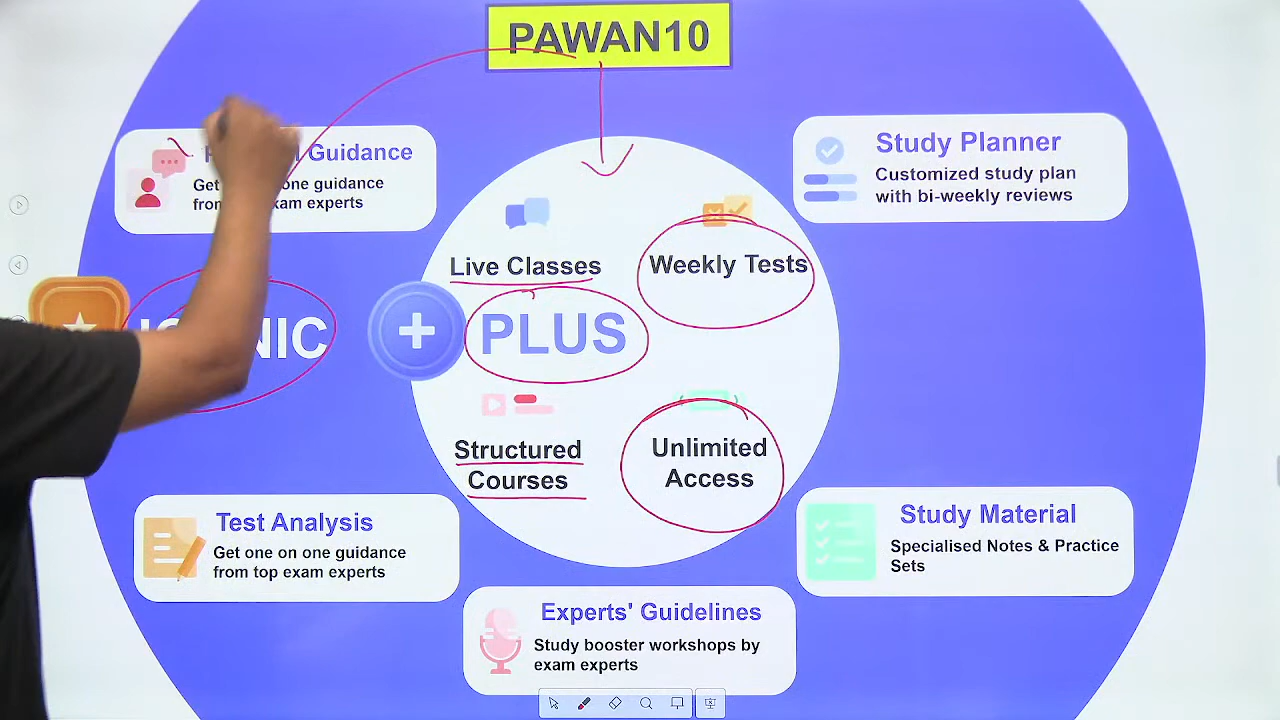 PAWAN10
Guidance
Get one guidance
from exam experts
Study Planner
Customized study plan
with bi-weekly reviews
Live Classes
Weekly Tests
NIC
PLUS
Structured
Courses
Unlimited
Access
Test Analysis
Get one on one guidance
from top exam experts
Study Material
Specialised Notes & Practice
Sets
Experts' Guidelines
Study booster workshops by
exam experts